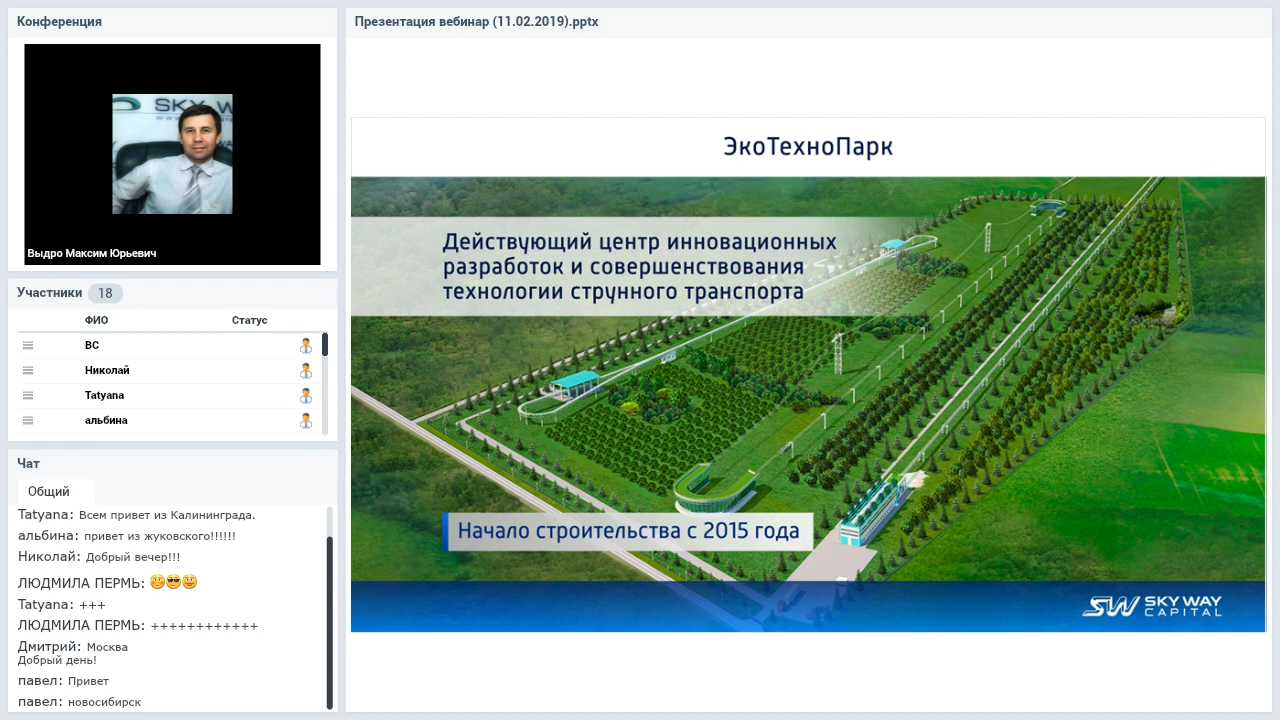 Конференция
SKY W
Выдро Максим Юрьевич
Участники 18
ФИО Статус
ВС
Николай
Tatyana
альбина
Чат
Общий
Tatyana: Всем привет из Калининграда.
альбина: привет из жуковского!!!!!!
Николай: Добрый вечер!!!
ЛЮДМИЛА ПЕРМЬ:
Tatyana: +++
ЛЮДМИЛА ПЕРМЬ: ++++++++++++
Дмитрий: Москва
Добрый день!
павел: Привет
павел: новосибирск
Презентация вебинар (11.02.2019).pptx
ЭкоТехноПарк
Действующий центр инновационных
разработок и совершенствования
технологии струнного транспорта
Начало строительства с 2015 года
SW SKY WAY
CAPITAL